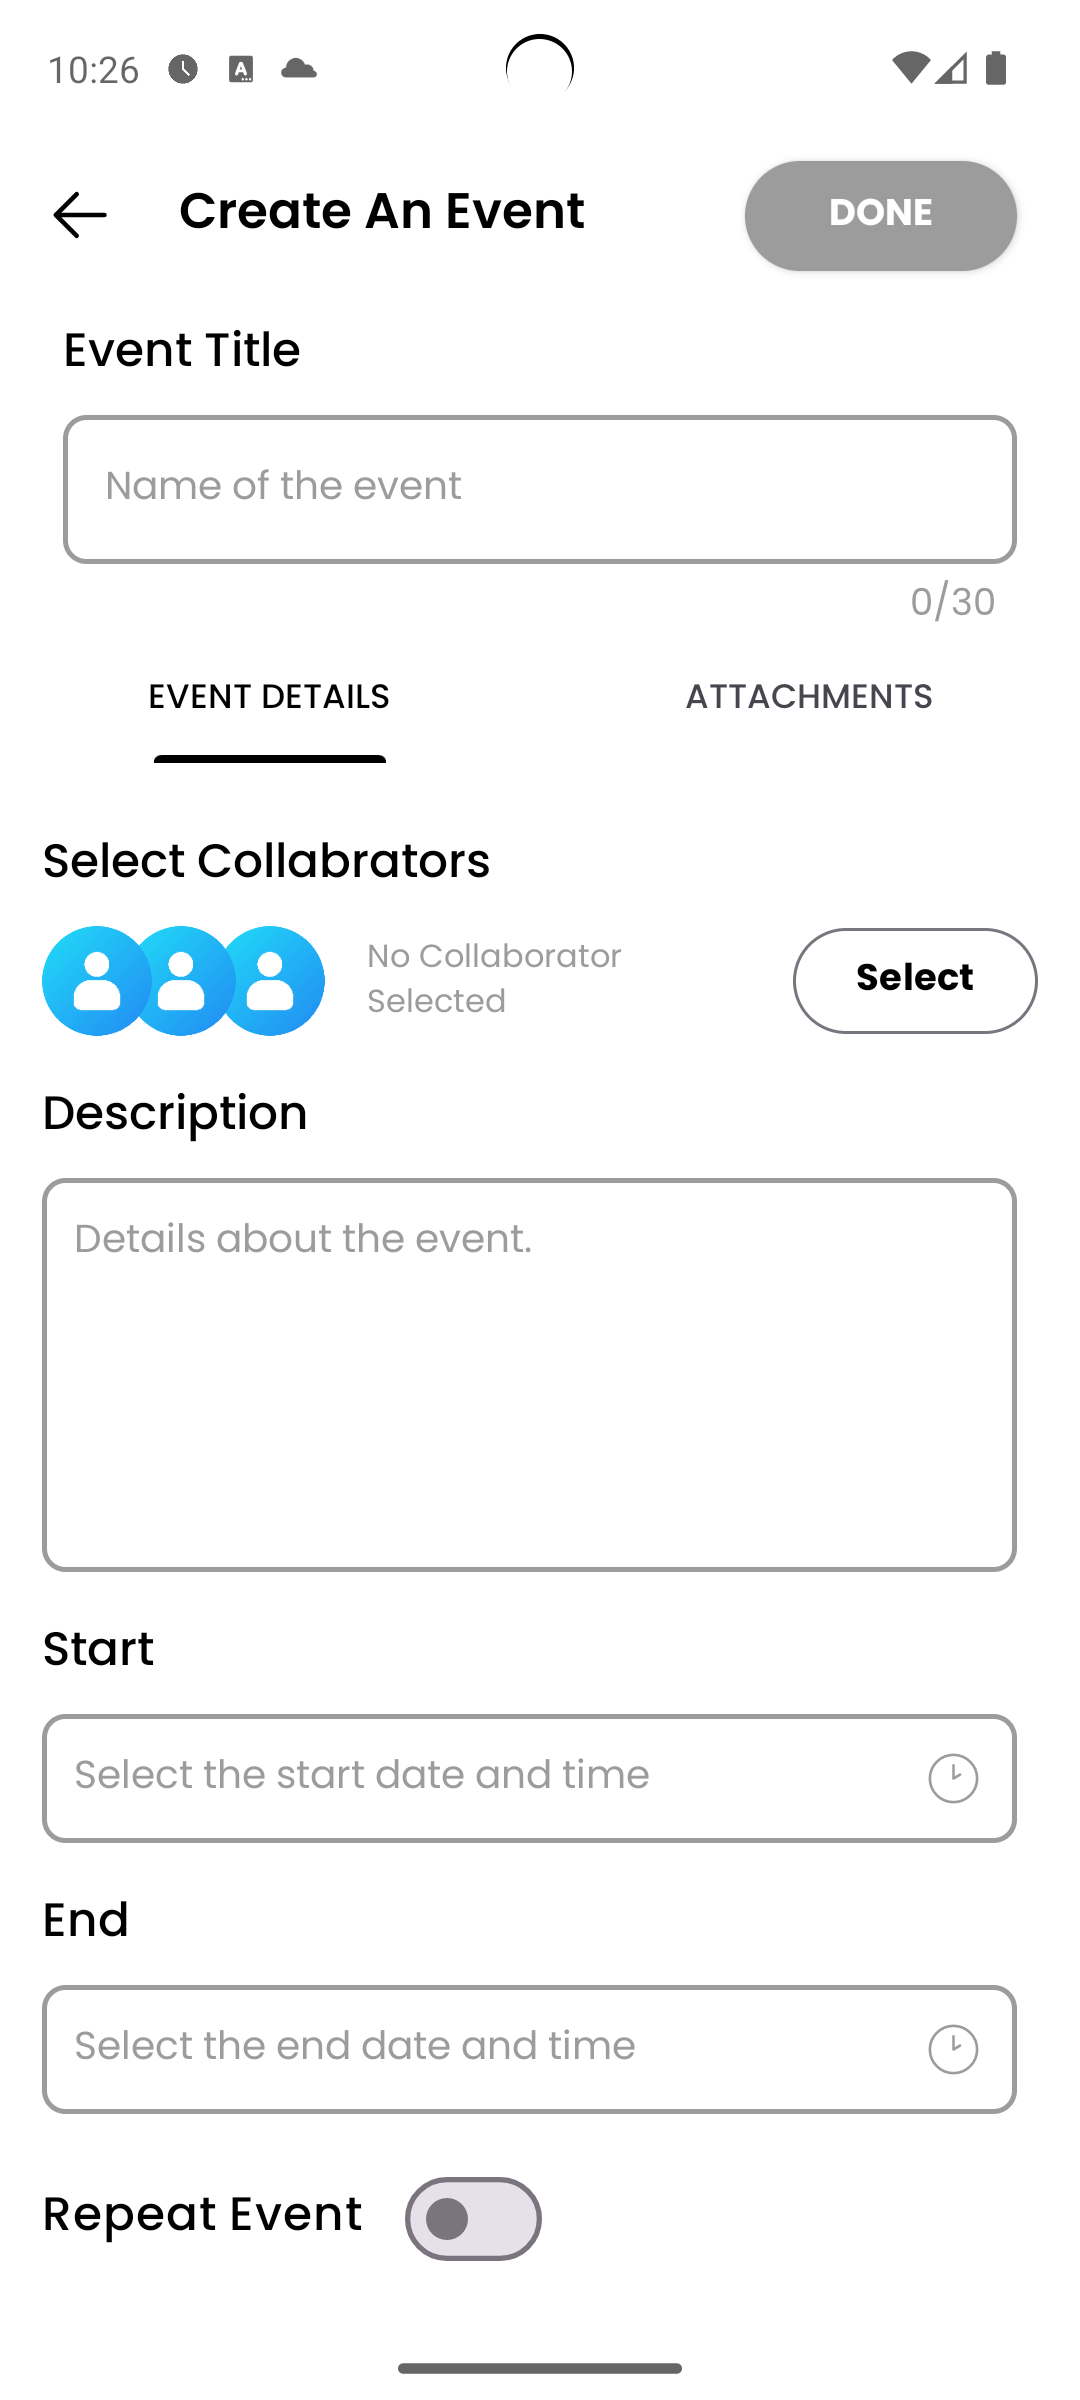 10:26
Create An Event
DONE
Event Title
Name of the event
0/30
EVENT DETAILS
ATTACHMENTS
Select Collabrators
No Collaborator
Selected
Select
Description
Details about the event.
Start
Select the start date and time
End
Select the end date and time
Repeat Event